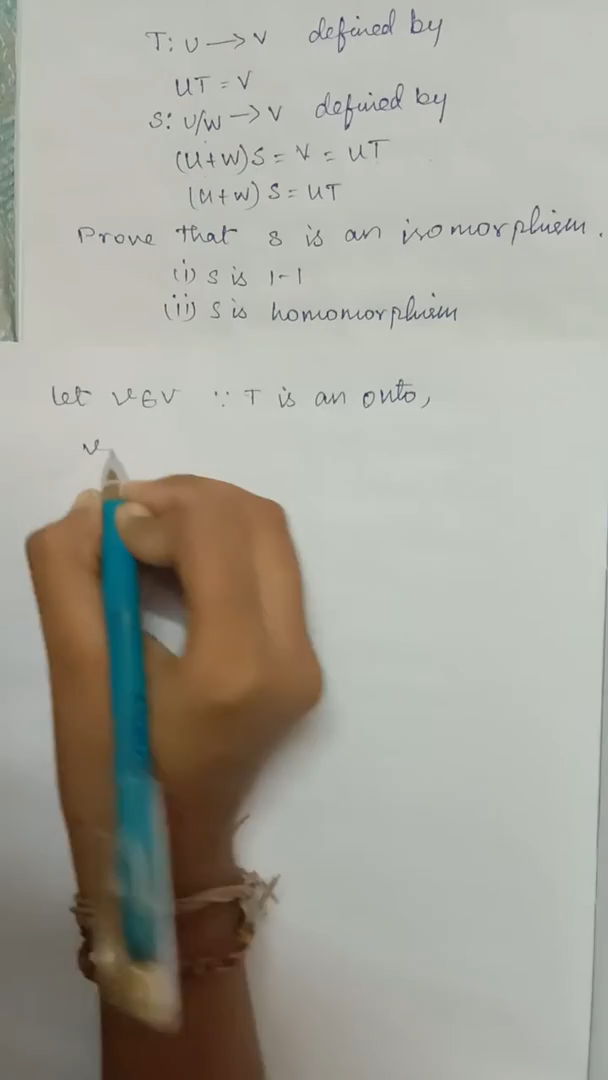 T: U → V defined by
UT = V
S: U/W → V defined by
(U+W)S = V = UT
(U+W) S = UT
Prove that S is an isomorphism.
(i) S is 1-1
(ii) S is homomorphism
Let v∈V ∵ T is an onto,
v